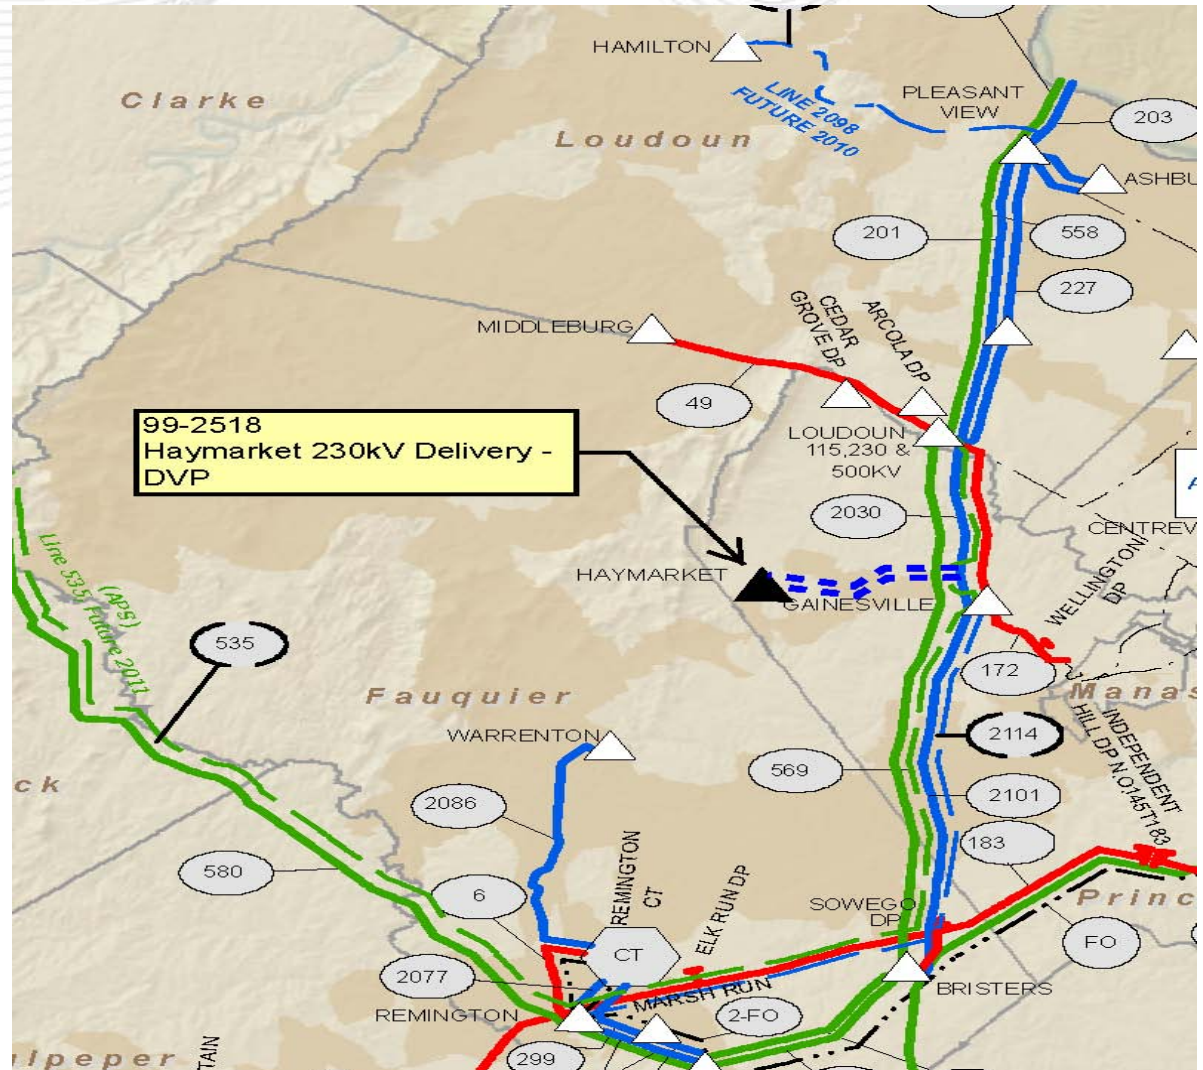 HAMILTON
Clarke
PLEASANT
VIEW
LINE 2098
FUTURE 2010
203
Loudoun
ASHBU
201
558
227
MIDDLEBURG
CEDAR
GROVE DP
ARCOLA DP
49
99-2518
Haymarket 230kV Delivery -
DVP
LOUDOUN
115,230 &
500KV
2030
CENTREV
WELLINGTON
DP
HAYMARKET
GAINESVILLE
Line 535, Future 2011
(APS)
535
172
Manas
Fauquier
INDEPENDENT
HILL DP N.O145T183
WARRENTON
2114
569
2101
ck
2086
183
580
REMINGTON
CT
ELK RUN DP
6
SOWEGO
DP
Princ
CT
FO
2077
BRISTERS
MARSH RUN
REMINGTON
2-FO
299
lpeper
TAIN